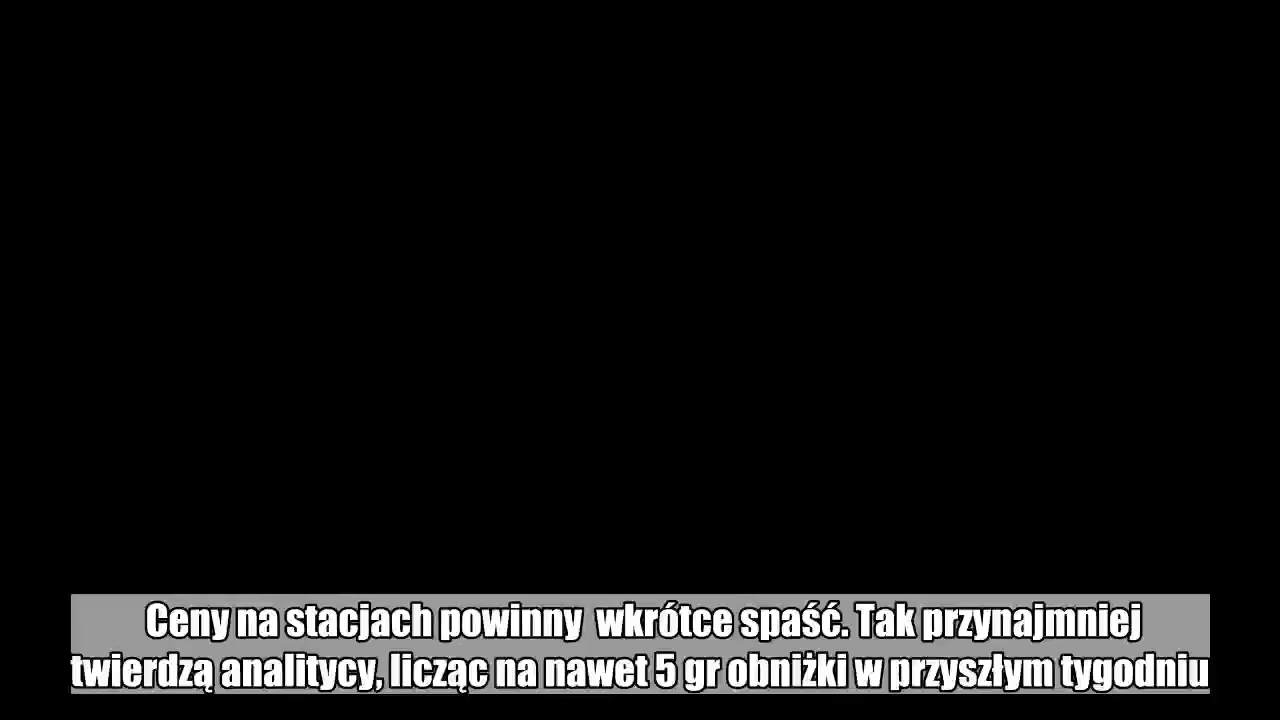 Ceny na stacjach powinny  wkrótce spaść. Tak przynajmniej
twierdzą analitycy, licząc na nawet 5 gr obniżki w przyszłym tygodniu